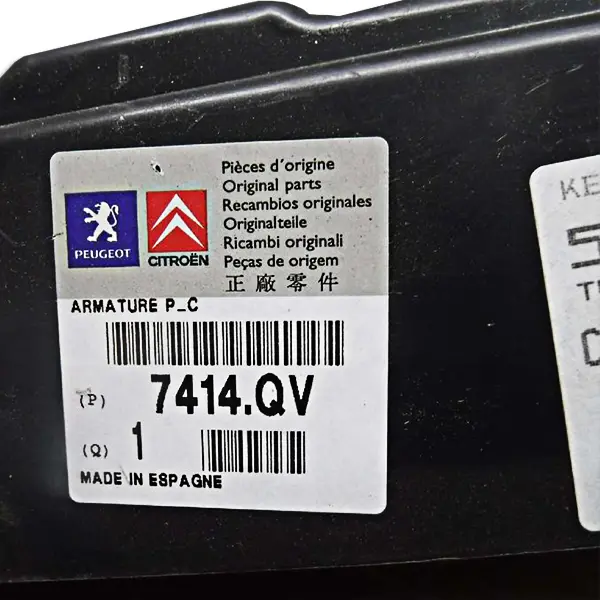 Pièces d'origine
Original parts
Recambios originales
Originalteile
Ricambi originali
Peças de origem
正廠零件
PEUGEOT
CITROËN
ARMATURE P_C
(P) 7414.QV
(Q) 1
MADE IN ESPAGNE
KE